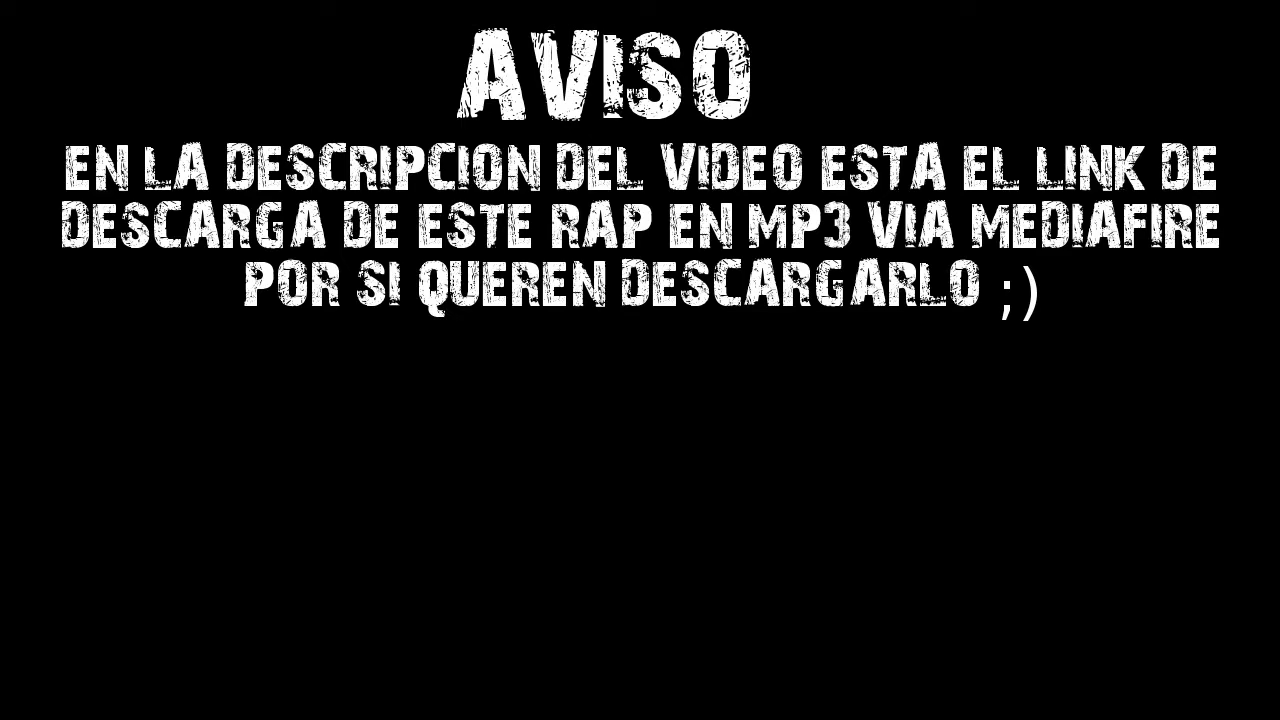 AVISO
EN LA DESCRIPCION DEL VIDEO ESTA EL LINK DE
DESCARGA DE ESTE RAP EN MP3 VIA MEDIAFIRE
POR SI QUEREN DESCARGARLO ;)